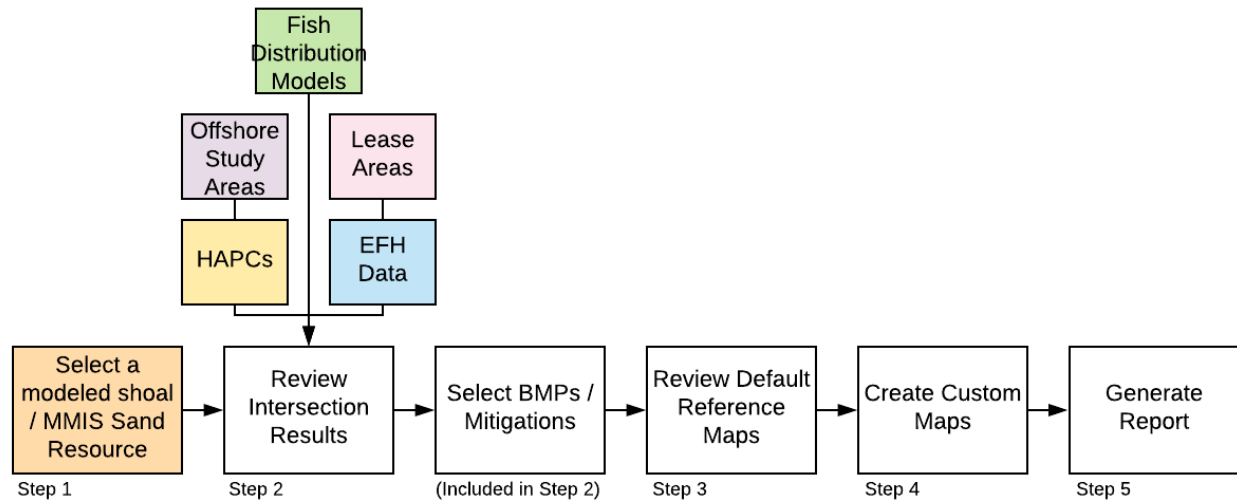 Fish
Distribution
Models
Offshore
Study
Areas
Lease
Areas
HAPCs
EFH
Data
Select a
modeled shoal
/ MMIS Sand
Resource
Review
Intersection
Results
Select BMPs /
Mitigations
Review Default
Reference
Maps
Create Custom
Maps
Generate
Report
Step 1
Step 2
(Included in Step 2)
Step 3
Step 4
Step 5